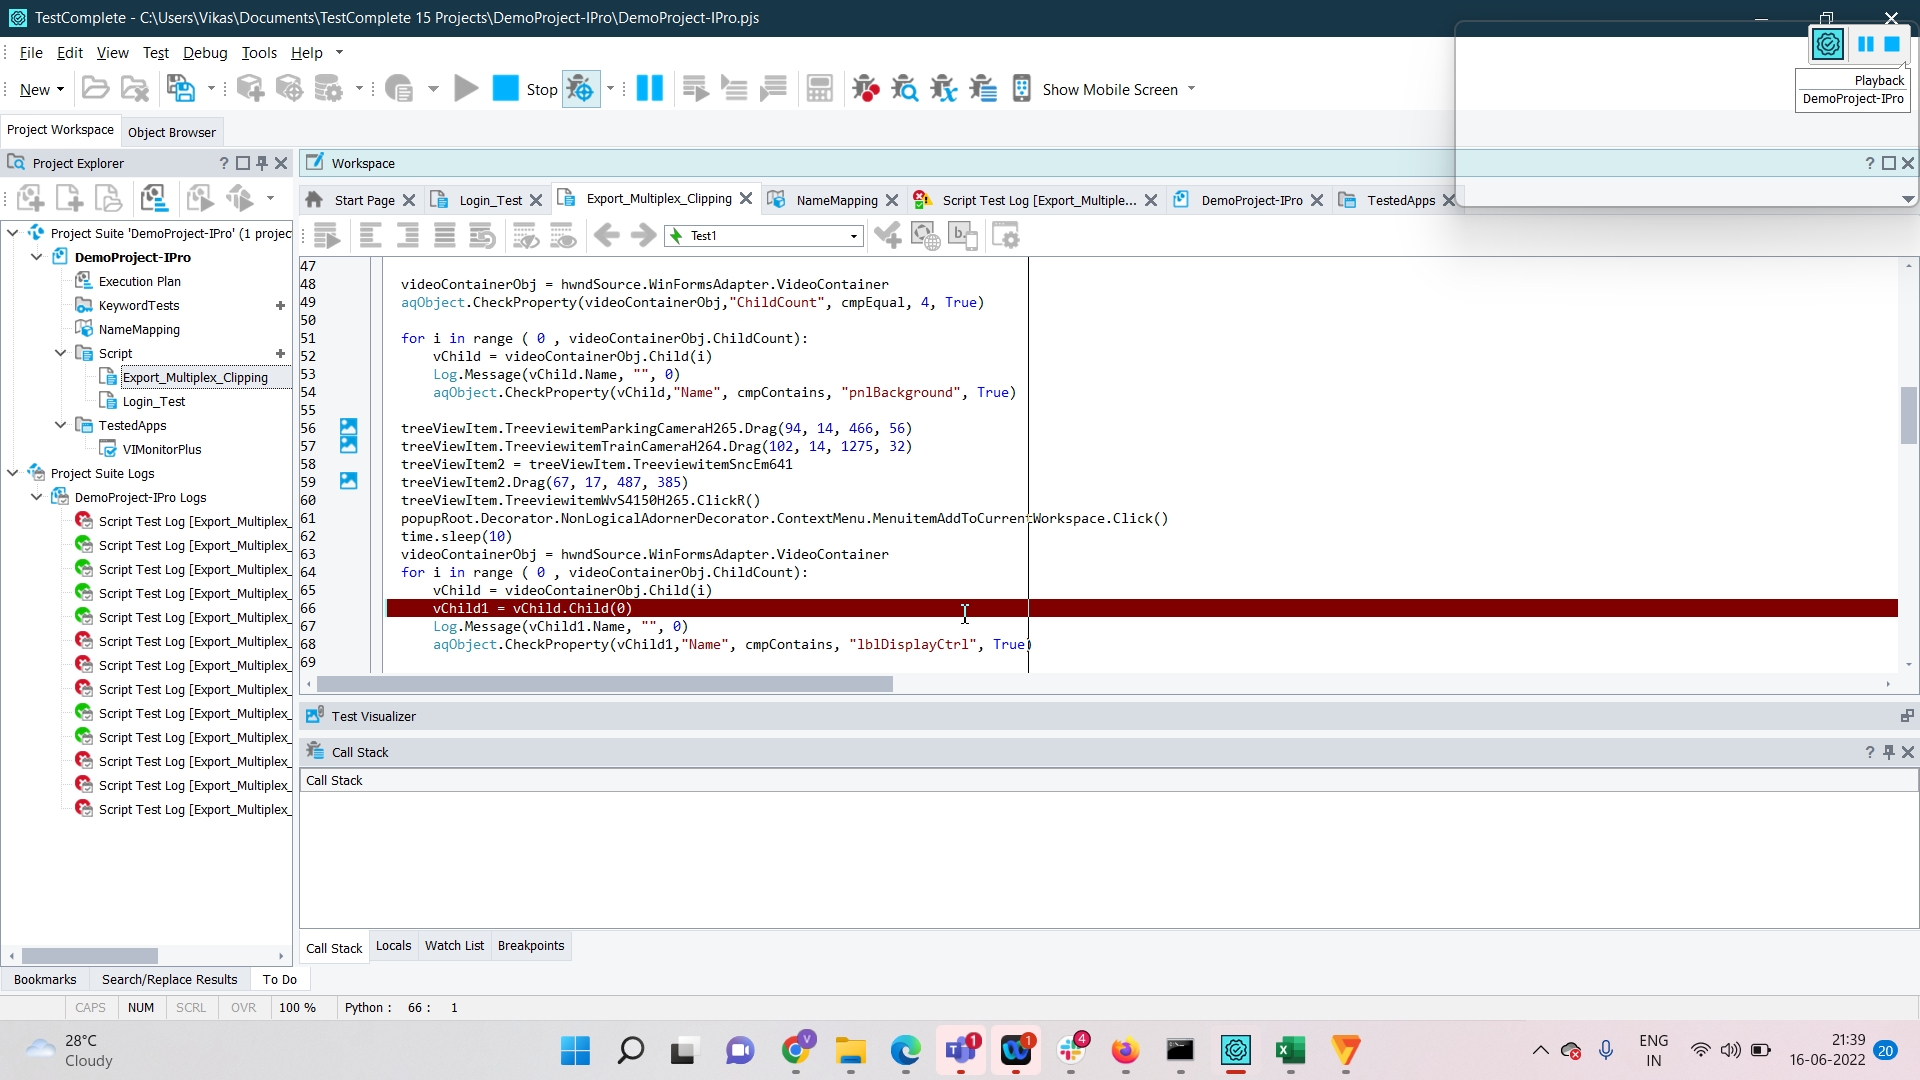 TestComplete - C:\Users\Vikas\Documents\TestComplete 15 Projects\DemoProject-IPro\DemoProject-IPro.pjs
File Edit View Test Debug Tools Help
New Stop Show Mobile Screen
Playback
DemoProject-IPro
Project Workspace Object Browser
Project Explorer ?
Workspace ?
Start Page Login_Test Export_Multiplex_Clipping NameMapping Script Test Log [Export_Multiple... DemoProject-IPro TestedApps
Test1
Project Suite 'DemoProject-IPro' (1 projec
DemoProject-IPro
Execution Plan
KeywordTests
NameMapping
Script
Export_Multiplex_Clipping
Login_Test
TestedApps
VIMonitorPlus
Project Suite Logs
DemoProject-IPro Logs
Script Test Log [Export_Multiplex_
Script Test Log [Export_Multiplex_
Script Test Log [Export_Multiplex_
Script Test Log [Export_Multiplex_
Script Test Log [Export_Multiplex_
Script Test Log [Export_Multiplex_
Script Test Log [Export_Multiplex_
Script Test Log [Export_Multiplex_
Script Test Log [Export_Multiplex_
Script Test Log [Export_Multiplex_
Script Test Log [Export_Multiplex_
Script Test Log [Export_Multiplex_
Script Test Log [Export_Multiplex_
47
48 videoContainerObj = hwndSource.WinFormsAdapter.VideoContainer
49 aqObject.CheckProperty(videoContainerObj,"ChildCount", cmpEqual, 4, True)
50
51 for i in range ( 0 , videoContainerObj.ChildCount):
52 vChild = videoContainerObj.Child(i)
53 Log.Message(vChild.Name, "", 0)
54 aqObject.CheckProperty(vChild,"Name", cmpContains, "pnlBackground", True)
55
56 treeViewItem.TreeviewitemParkingCameraH265.Drag(94, 14, 466, 56)
57 treeViewItem.TreeviewitemTrainCameraH264.Drag(102, 14, 1275, 32)
58 treeViewItem2 = treeViewItem.TreeviewitemSncEm641
59 treeViewItem2.Drag(67, 17, 487, 385)
60 treeViewItem.TreeviewitemWvS4150H265.ClickR()
61 popupRoot.Decorator.NonLogicalAdornerDecorator.ContextMenu.MenuitemAddToCurrentWorkspace.Click()
62 time.sleep(10)
63 videoContainerObj = hwndSource.WinFormsAdapter.VideoContainer
64 for i in range ( 0 , videoContainerObj.ChildCount):
65 vChild = videoContainerObj.Child(i)
66 vChild1 = vChild.Child(0)
67 Log.Message(vChild1.Name, "", 0)
68 aqObject.CheckProperty(vChild1,"Name", cmpContains, "lblDisplayCtrl", True)
69
Test Visualizer
Call Stack ?
Call Stack
Call Stack Locals Watch List Breakpoints
Bookmarks Search/Replace Results To Do
CAPS NUM SCRL OVR 100 % Python : 66 : 1
28°C
Cloudy
V
1
1
4
ENG
IN
21:39
16-06-2022
20